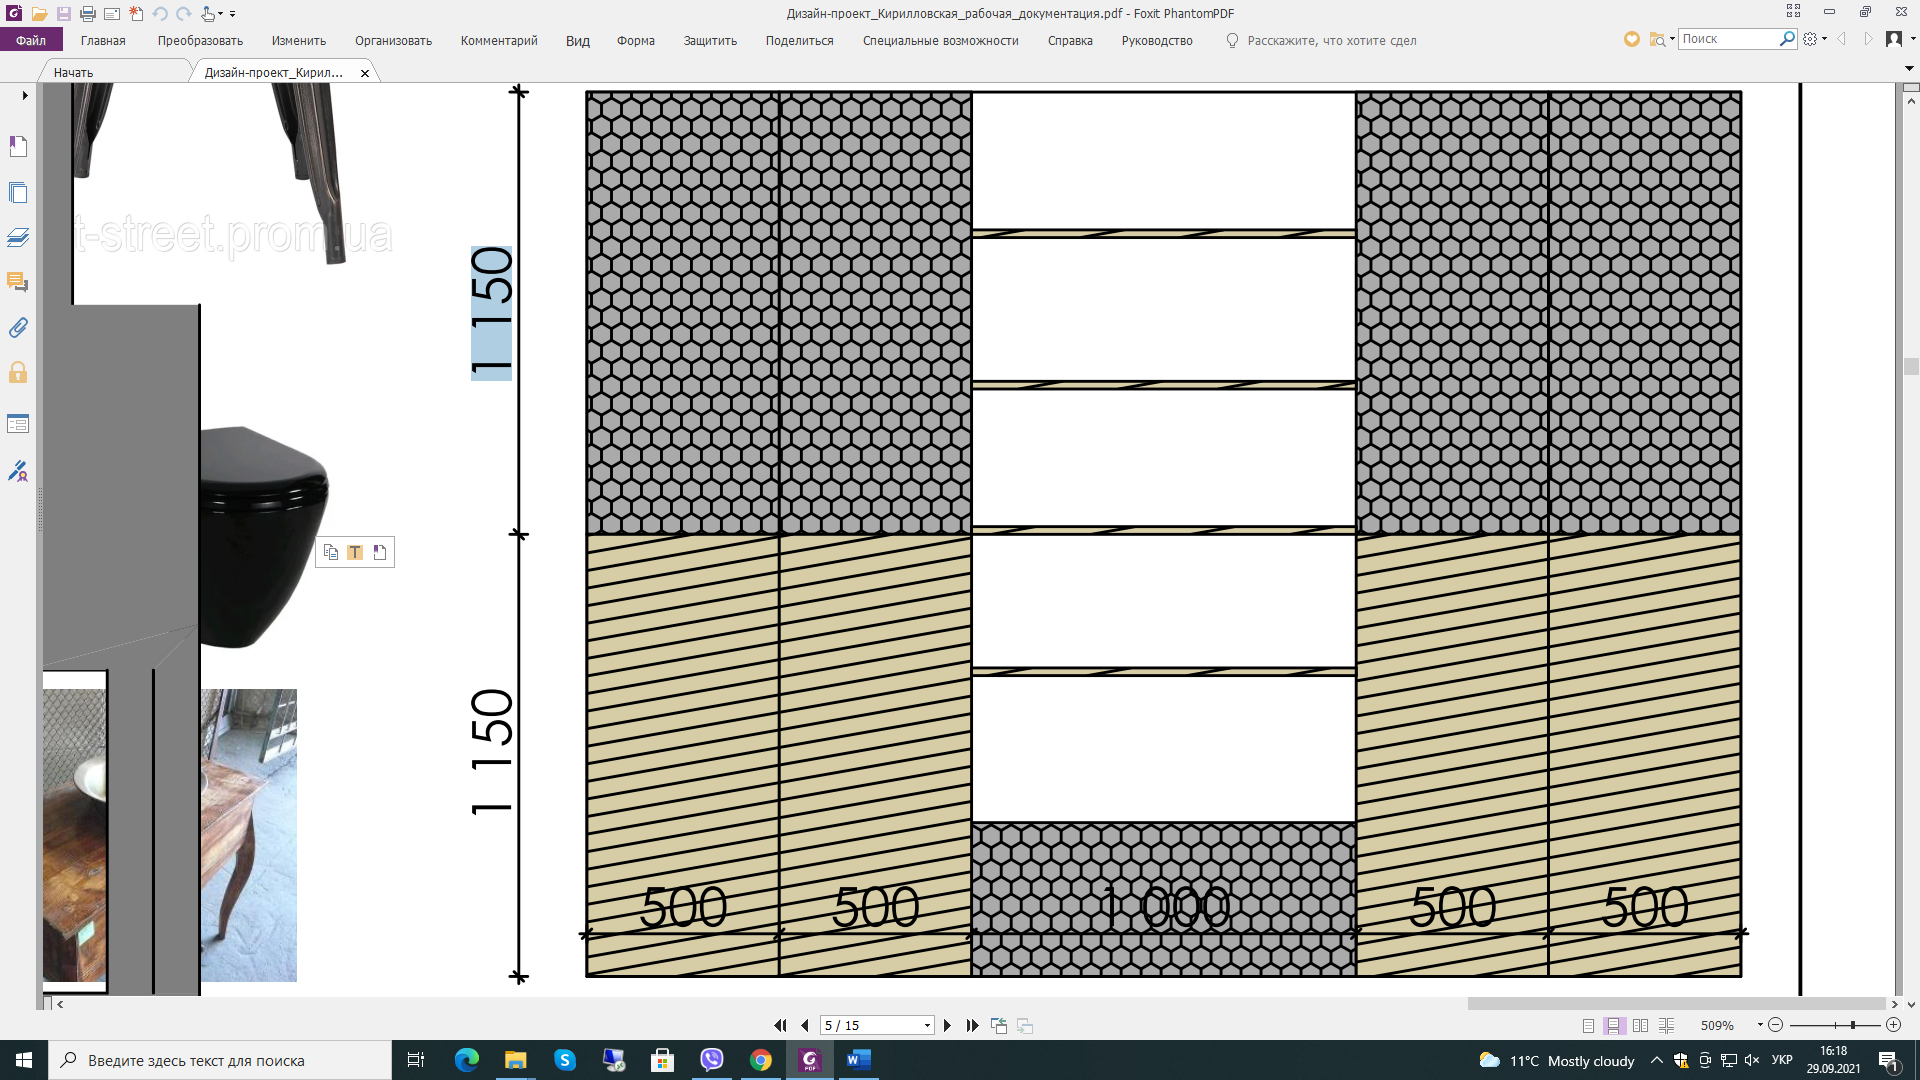 Дизайн-проект_Кирилловская_рабочая_документация.pdf - Foxit PhantomPDF
Файл Главная Преобразовать Изменить Организовать Комментарий Вид Форма Защитить Поделиться Специальные возможности Справка Руководство Расскажите, что хотите сдел Поиск
Начать Дизайн-проект_Кирил...
t-street.prom.ua
1 150
1 150
500 500 1 000 500 500
5 / 15
509%
Введите здесь текст для поиска
11°C Mostly cloudy
УКР
16:18
29.09.2021
1